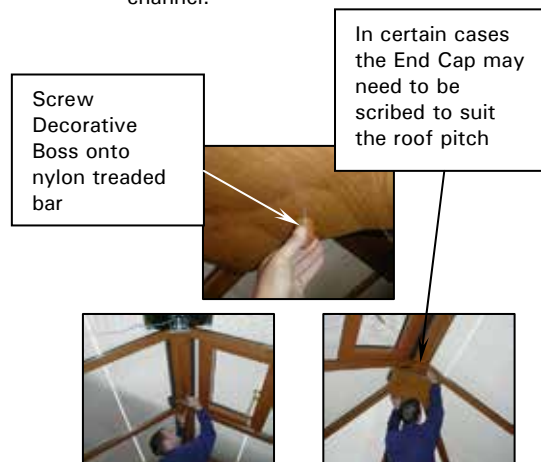 channel.
In certain cases
the End Cap may
need to be
scribed to suit
the roof pitch
Screw
Decorative
Boss onto
nylon treaded
bar